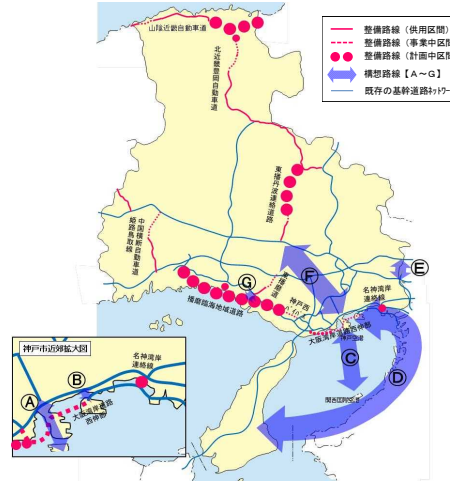 整備路線（供用区間）
整備路線（事業中区間）
整備路線（計画中区間）
構想路線【A～G】
既存の基幹道路ネットワーク
山陰近畿自動車道
北近畿豊岡自動車道
東播丹波連絡道路
中国横断自動車道
姫路鳥取線
東播磨道
播磨臨海地域道路
神戸西
名神湾岸
連絡線
大阪湾岸道路西伸部
神戸空港
関西国際空港
G
F
E
C
D
神戸市近郊拡大図
名神湾岸
連絡線
大阪湾岸道路
西伸部
A
B